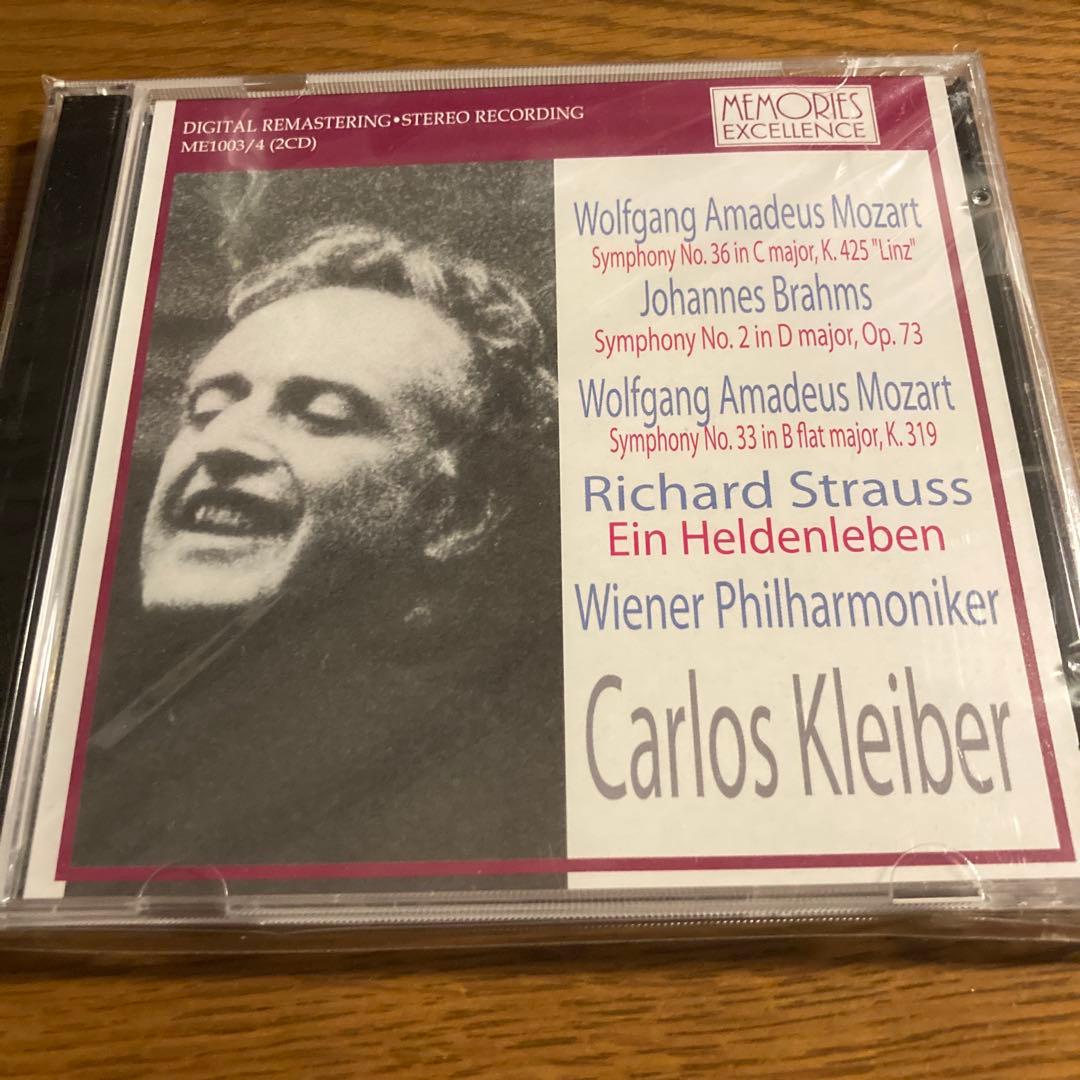 DIGITAL REMASTERING•STEREO RECORDING
ME1003/4 (2CD)
MEMORIES
EXCELLENCE
Wolfgang Amadeus Mozart
Symphony No. 36 in C major, K. 425 "Linz"
Johannes Brahms
Symphony No. 2 in D major, Op. 73
Wolfgang Amadeus Mozart
Symphony No. 33 in B flat major, K. 319
Richard Strauss
Ein Heldenleben
Wiener Philharmoniker
Carlos Kleiber